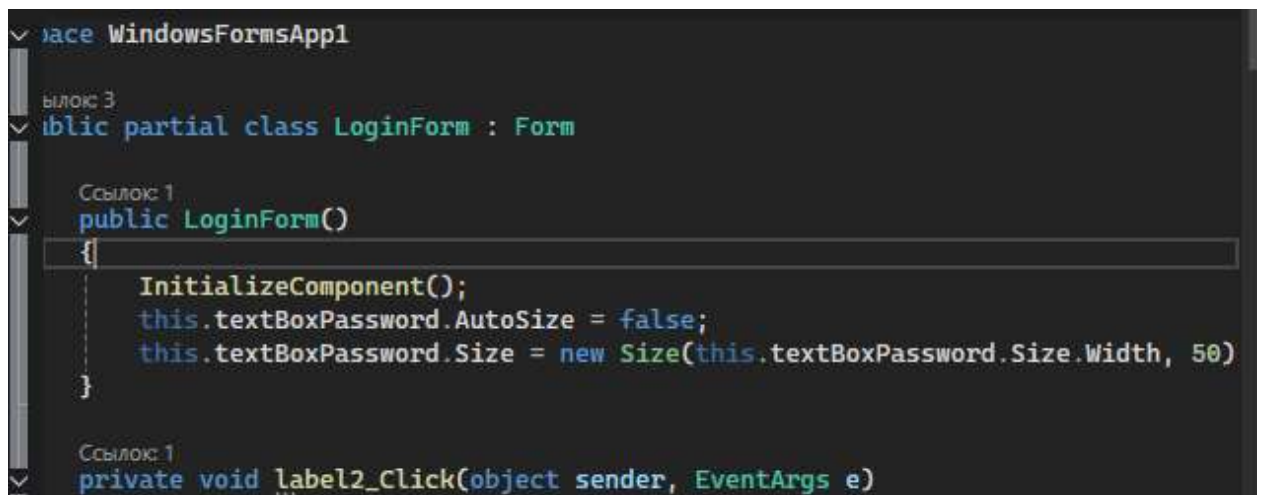 pace WindowsFormsApp1
ылок: 3
ublic partial class LoginForm : Form
Ссылок: 1
public LoginForm()
{
InitializeComponent();
this.textBoxPassword.AutoSize = false;
this.textBoxPassword.Size = new Size(this.textBoxPassword.Size.Width, 50)
}
Ссылок: 1
private void label2_Click(object sender, EventArgs e)